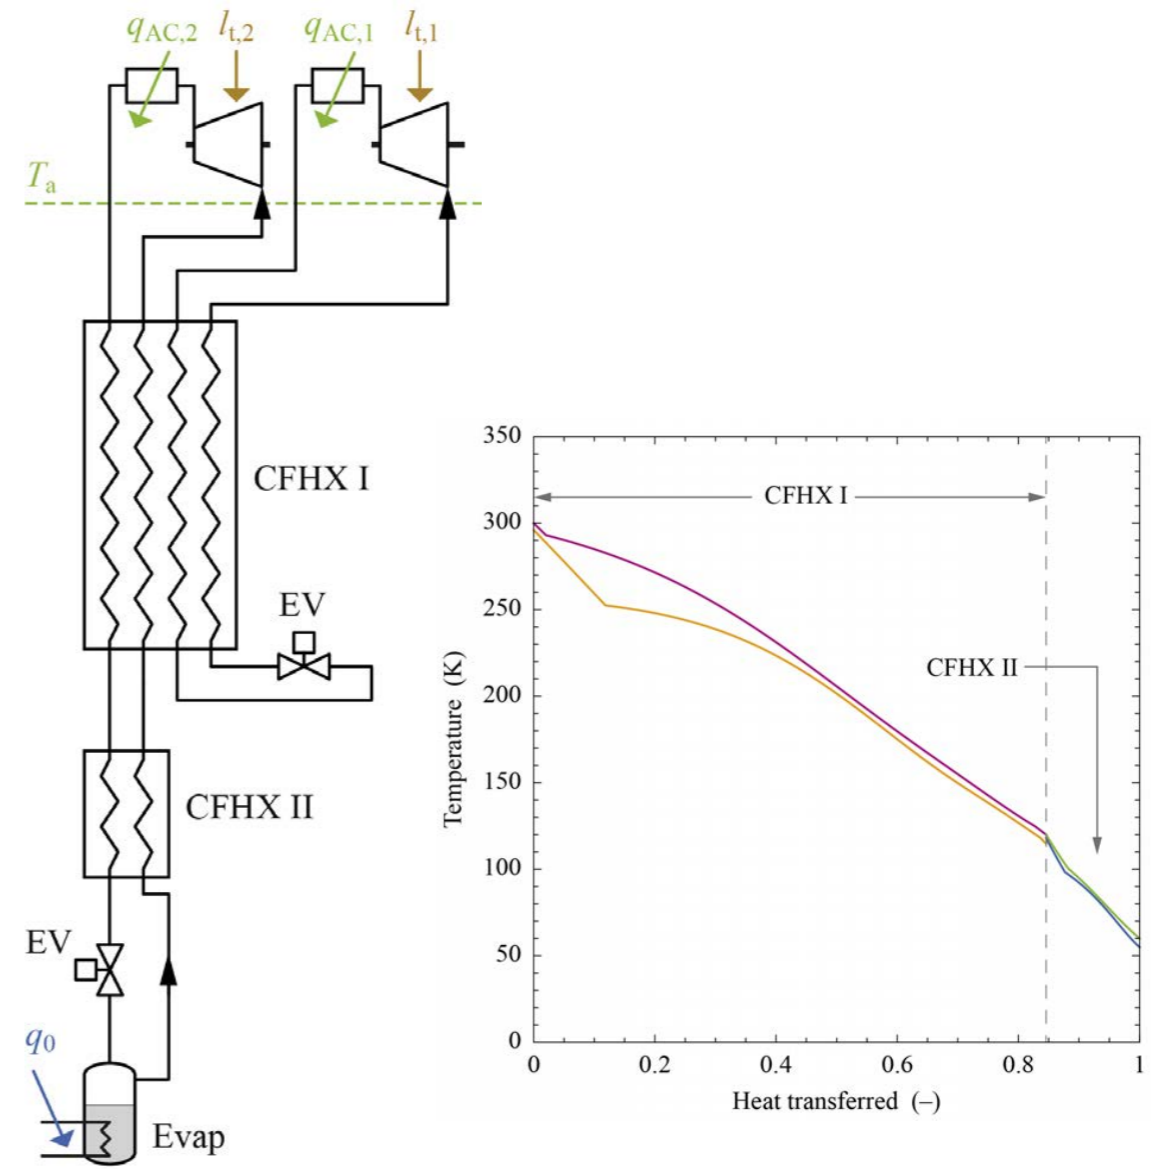 qAC,2
lt,2
qAC,1
lt,1
Ta
CFHX I
EV
CFHX II
EV
q0
Evap
350
300
250
200
150
100
50
0
Temperature (K)
CFHX I
CFHX II
0
0.2
0.4
0.6
0.8
1
Heat transferred (–)